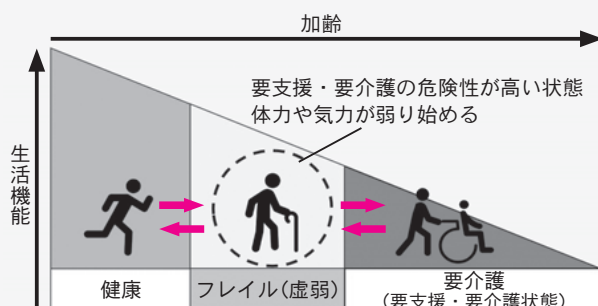 加齢
要支援・要介護の危険性が高い状態
体力や気力が弱り始める
生活機能
健康
フレイル(虚弱)
要介護
(要支援・要介護状態)